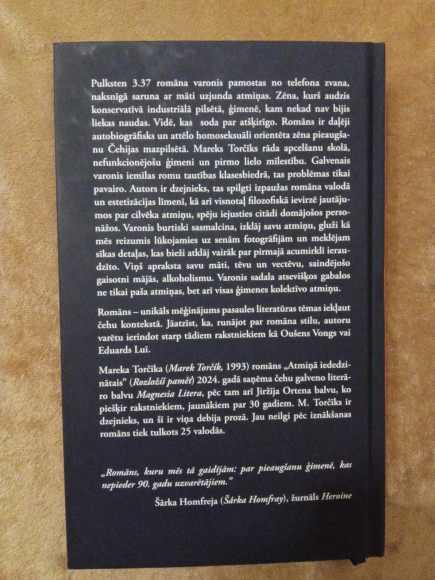 Pulksten 3.37 romāna varonis pamostas no telefona zvana,
naksnīgā saruna ar māti uzjunda atmiņas. Zēna, kurš audzis
konservatīvā industriālā pilsētā, ģimenē, kam nekad nav bijis
liekas naudas. Vidē, kas soda par atšķirīgo. Romāns ir daļēji
autobiogrāfisks un attēlo homoseksuāli orientēta zēna pieaugša-
nu Čehijas mazpilsētā. Mareks Torčīks rāda apcelšanu skolā,
nefunkcionējošu ģimeni un pirmo lielo mīlestību. Galvenais
varonis iemīlas romu tautības klasesbiedrā, tas problēmas tikai
pavairo. Autors ir dzejnieks, tas spilgti izpaužas romāna valodā
un estetizācijas līmenī, kā arī visnotaļ filozofiskā ievirzē jautāju-
mos par cilvēka atmiņu, spēju iejusties citādi domājošos perso-
nāžos. Varonis burtiski sasmalcina, izklāj savu atmiņu, gluži kā
mēs reizumis lūkojamies uz senām fotogrāfijām un meklējam
sīkas detaļas, kas bieži atklāj vairāk par pirmajā acumirklī ierau-
dzīto. Viņš apraksta savu māti, tēvu un vectēvu, saindējošo
gaisotni mājās, alkoholismu. Varonis sadala atsevišķos gabalos
ne tikai paša atmiņas, bet arī visas ģimenes kolektīvo atmiņu.
Romāns – unikāls mēģinājums pasaules literatūras tēmas iekļaut
čehu kontekstā. Jāatzīst, ka, runājot par romāna stilu, autoru
varētu ierindot starp tādiem rakstniekiem kā Oušens Vongs vai
Eduards Luī.
Mareka Torčīka (Marek Torčík, 1993) romāns „Atmiņā iededzi-
nātais” (Rozložíš paměť) 2024. gadā saņēma čehu galveno literā-
ro balvu Magnesia Litera, pēc tam arī Jiržija Ortena balvu, ko
piešķir rakstniekiem, jaunākiem par 30 gadiem. M. Torčīks ir
dzejnieks, un šī ir viņa debija prozā. Jau neilgi pēc iznākšanas
romāns tiek tulkots 25 valodās.
„Romāns, kuru mēs tā gaidījām: par pieaugšanu ģimenē, kas
nepieder 90. gadu uzvarētājiem.”
Šārka Homfreja (Šárka Homfray), žurnāls Heroine